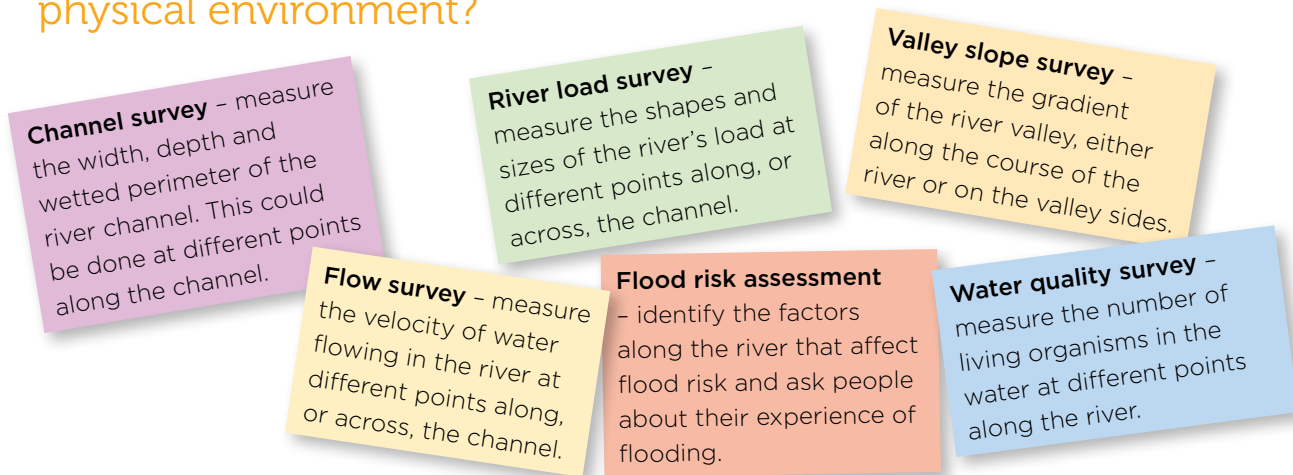 physical environment?
Channel survey – measure
the width, depth and
wetted perimeter of the
river channel. This could
be done at different points
along the channel.
River load survey –
measure the shapes and
sizes of the river's load at
different points along, or
across, the channel.
Valley slope survey –
measure the gradient
of the river valley, either
along the course of the
river or on the valley sides.
Flow survey – measure
the velocity of water
flowing in the river at
different points along,
or across, the channel.
Flood risk assessment
– identify the factors
along the river that affect
flood risk and ask people
about their experience of
flooding.
Water quality survey –
measure the number of
living organisms in the
water at different points
along the river.